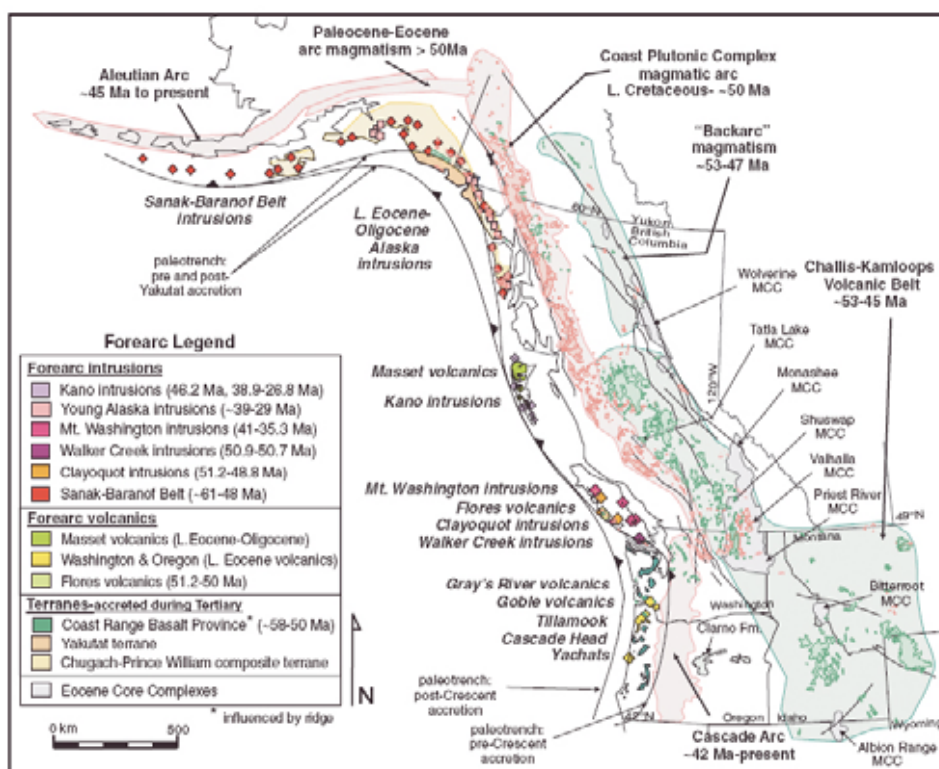 Paleocene-Eocene
arc magmatism > 50Ma
Aleutian Arc
~45 Ma to present
Coast Plutonic Complex
magmatic arc
L. Cretaceous- ~50 Ma
"Backarc"
magmatism
~53-47 Ma
Sanak-Baranof Belt
intrusions
L. Eocene-
Oligocene
Alaska
intrusions
paleotrench:
pre and post-
Yakutat accretion
60°N
Yukon
British
Columbia
Challis-Kamloops
Volcanic Belt
~53-45 Ma
Wolverine
MCC
Tatla Lake
MCC
120°W
Monashee
MCC
Shuswap
MCC
Valhalla
MCC
Priest River
MCC
49°N
Montana
Bitterroot
MCC
Masset volcanics
Kano intrusions
Mt. Washington intrusions
Flores volcanics
Clayoquot intrusions
Walker Creek intrusions
Gray's River volcanics
Goble volcanics
Tillamook
Cascade Head
Yachats
Washington
Clarno Fm.
paleotrench:
post-Crescent
accretion
paleotrench:
pre-Crescent
accretion
42°N
Oregon
Idaho
Wyoming
Cascade Arc
~42 Ma-present
Albion Range
MCC
Forearc Legend
Forearc intrusions
Kano intrusions (46.2 Ma, 38.9-26.8 Ma)
Young Alaska intrusions (~39-29 Ma)
Mt. Washington intrusions (41-35.3 Ma)
Walker Creek intrusions (50.9-50.7 Ma)
Clayoquot intrusions (51.2-48.8 Ma)
Sanak-Baranof Belt (~61-48 Ma)
Forearc volcanics
Masset volcanics (L.Eocene-Oligocene)
Washington & Oregon (L. Eocene volcanics)
Flores volcanics (51.2-50 Ma)
Terranes-accreted during Tertiary
Coast Range Basalt Province* (~58-50 Ma)
Yakutat terrane
Chugach-Prince William composite terrane
Eocene Core Complexes
* influenced by ridge
N
0 km 500